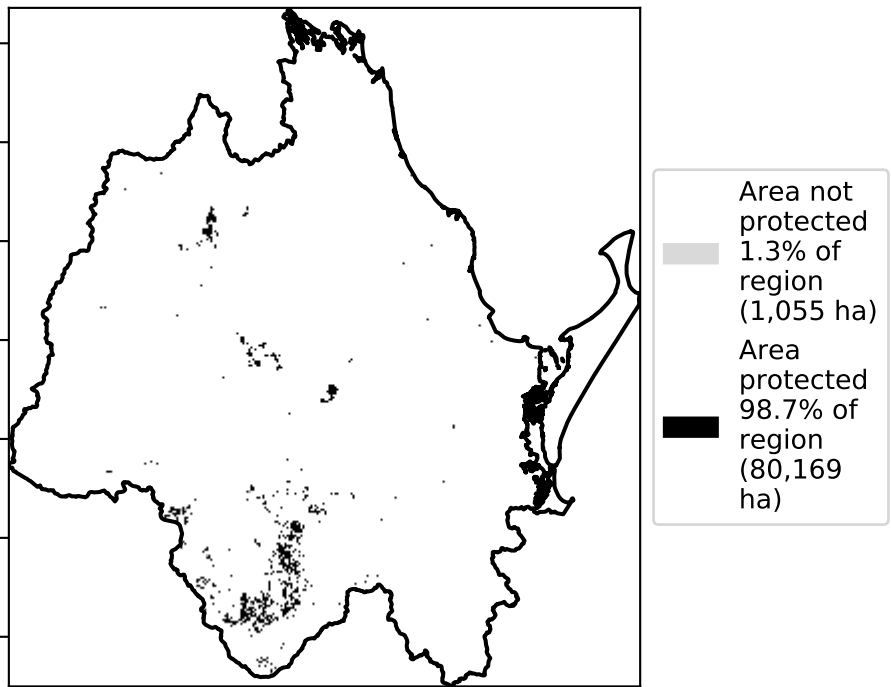 Area not
protected
1.3% of
region
(1,055 ha)
Area
protected
98.7% of
region
(80,169
ha)